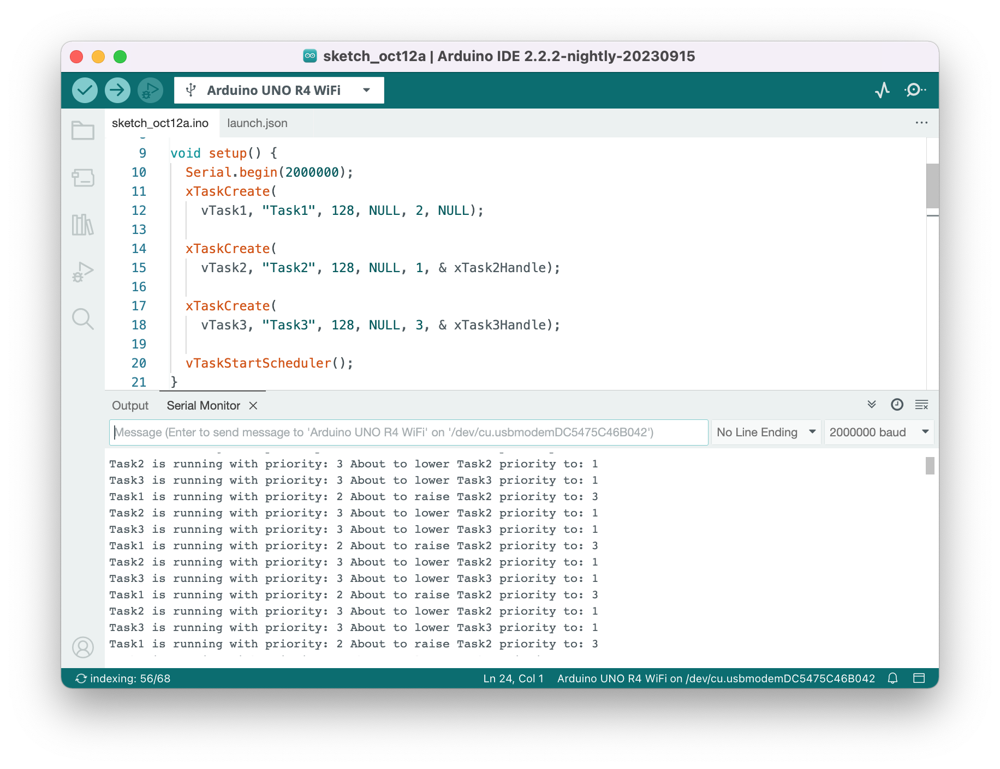 sketch_oct12a | Arduino IDE 2.2.2-nightly-20230915
Arduino UNO R4 WiFi
sketch_oct12a.ino launch.json
9 void setup() {
10 Serial.begin(2000000);
11 xTaskCreate(
12 vTask1, "Task1", 128, NULL, 2, NULL);
13
14 xTaskCreate(
15 vTask2, "Task2", 128, NULL, 1, & xTask2Handle);
16
17 xTaskCreate(
18 vTask3, "Task3", 128, NULL, 3, & xTask3Handle);
19
20 vTaskStartScheduler();
21 }
Output Serial Monitor
Message (Enter to send message to 'Arduino UNO R4 WiFi' on '/dev/cu.usbmodemDC5475C46B042') No Line Ending 2000000 baud
Task2 is running with priority: 3 About to lower Task2 priority to: 1
Task3 is running with priority: 3 About to lower Task3 priority to: 1
Task1 is running with priority: 2 About to raise Task2 priority to: 3
Task2 is running with priority: 3 About to lower Task2 priority to: 1
Task3 is running with priority: 3 About to lower Task3 priority to: 1
Task1 is running with priority: 2 About to raise Task2 priority to: 3
Task2 is running with priority: 3 About to lower Task2 priority to: 1
Task3 is running with priority: 3 About to lower Task3 priority to: 1
Task1 is running with priority: 2 About to raise Task2 priority to: 3
Task2 is running with priority: 3 About to lower Task2 priority to: 1
Task3 is running with priority: 3 About to lower Task3 priority to: 1
Task1 is running with priority: 2 About to raise Task2 priority to: 3
indexing: 56/68 Ln 24, Col 1 Arduino UNO R4 WiFi on /dev/cu.usbmodemDC5475C46B042